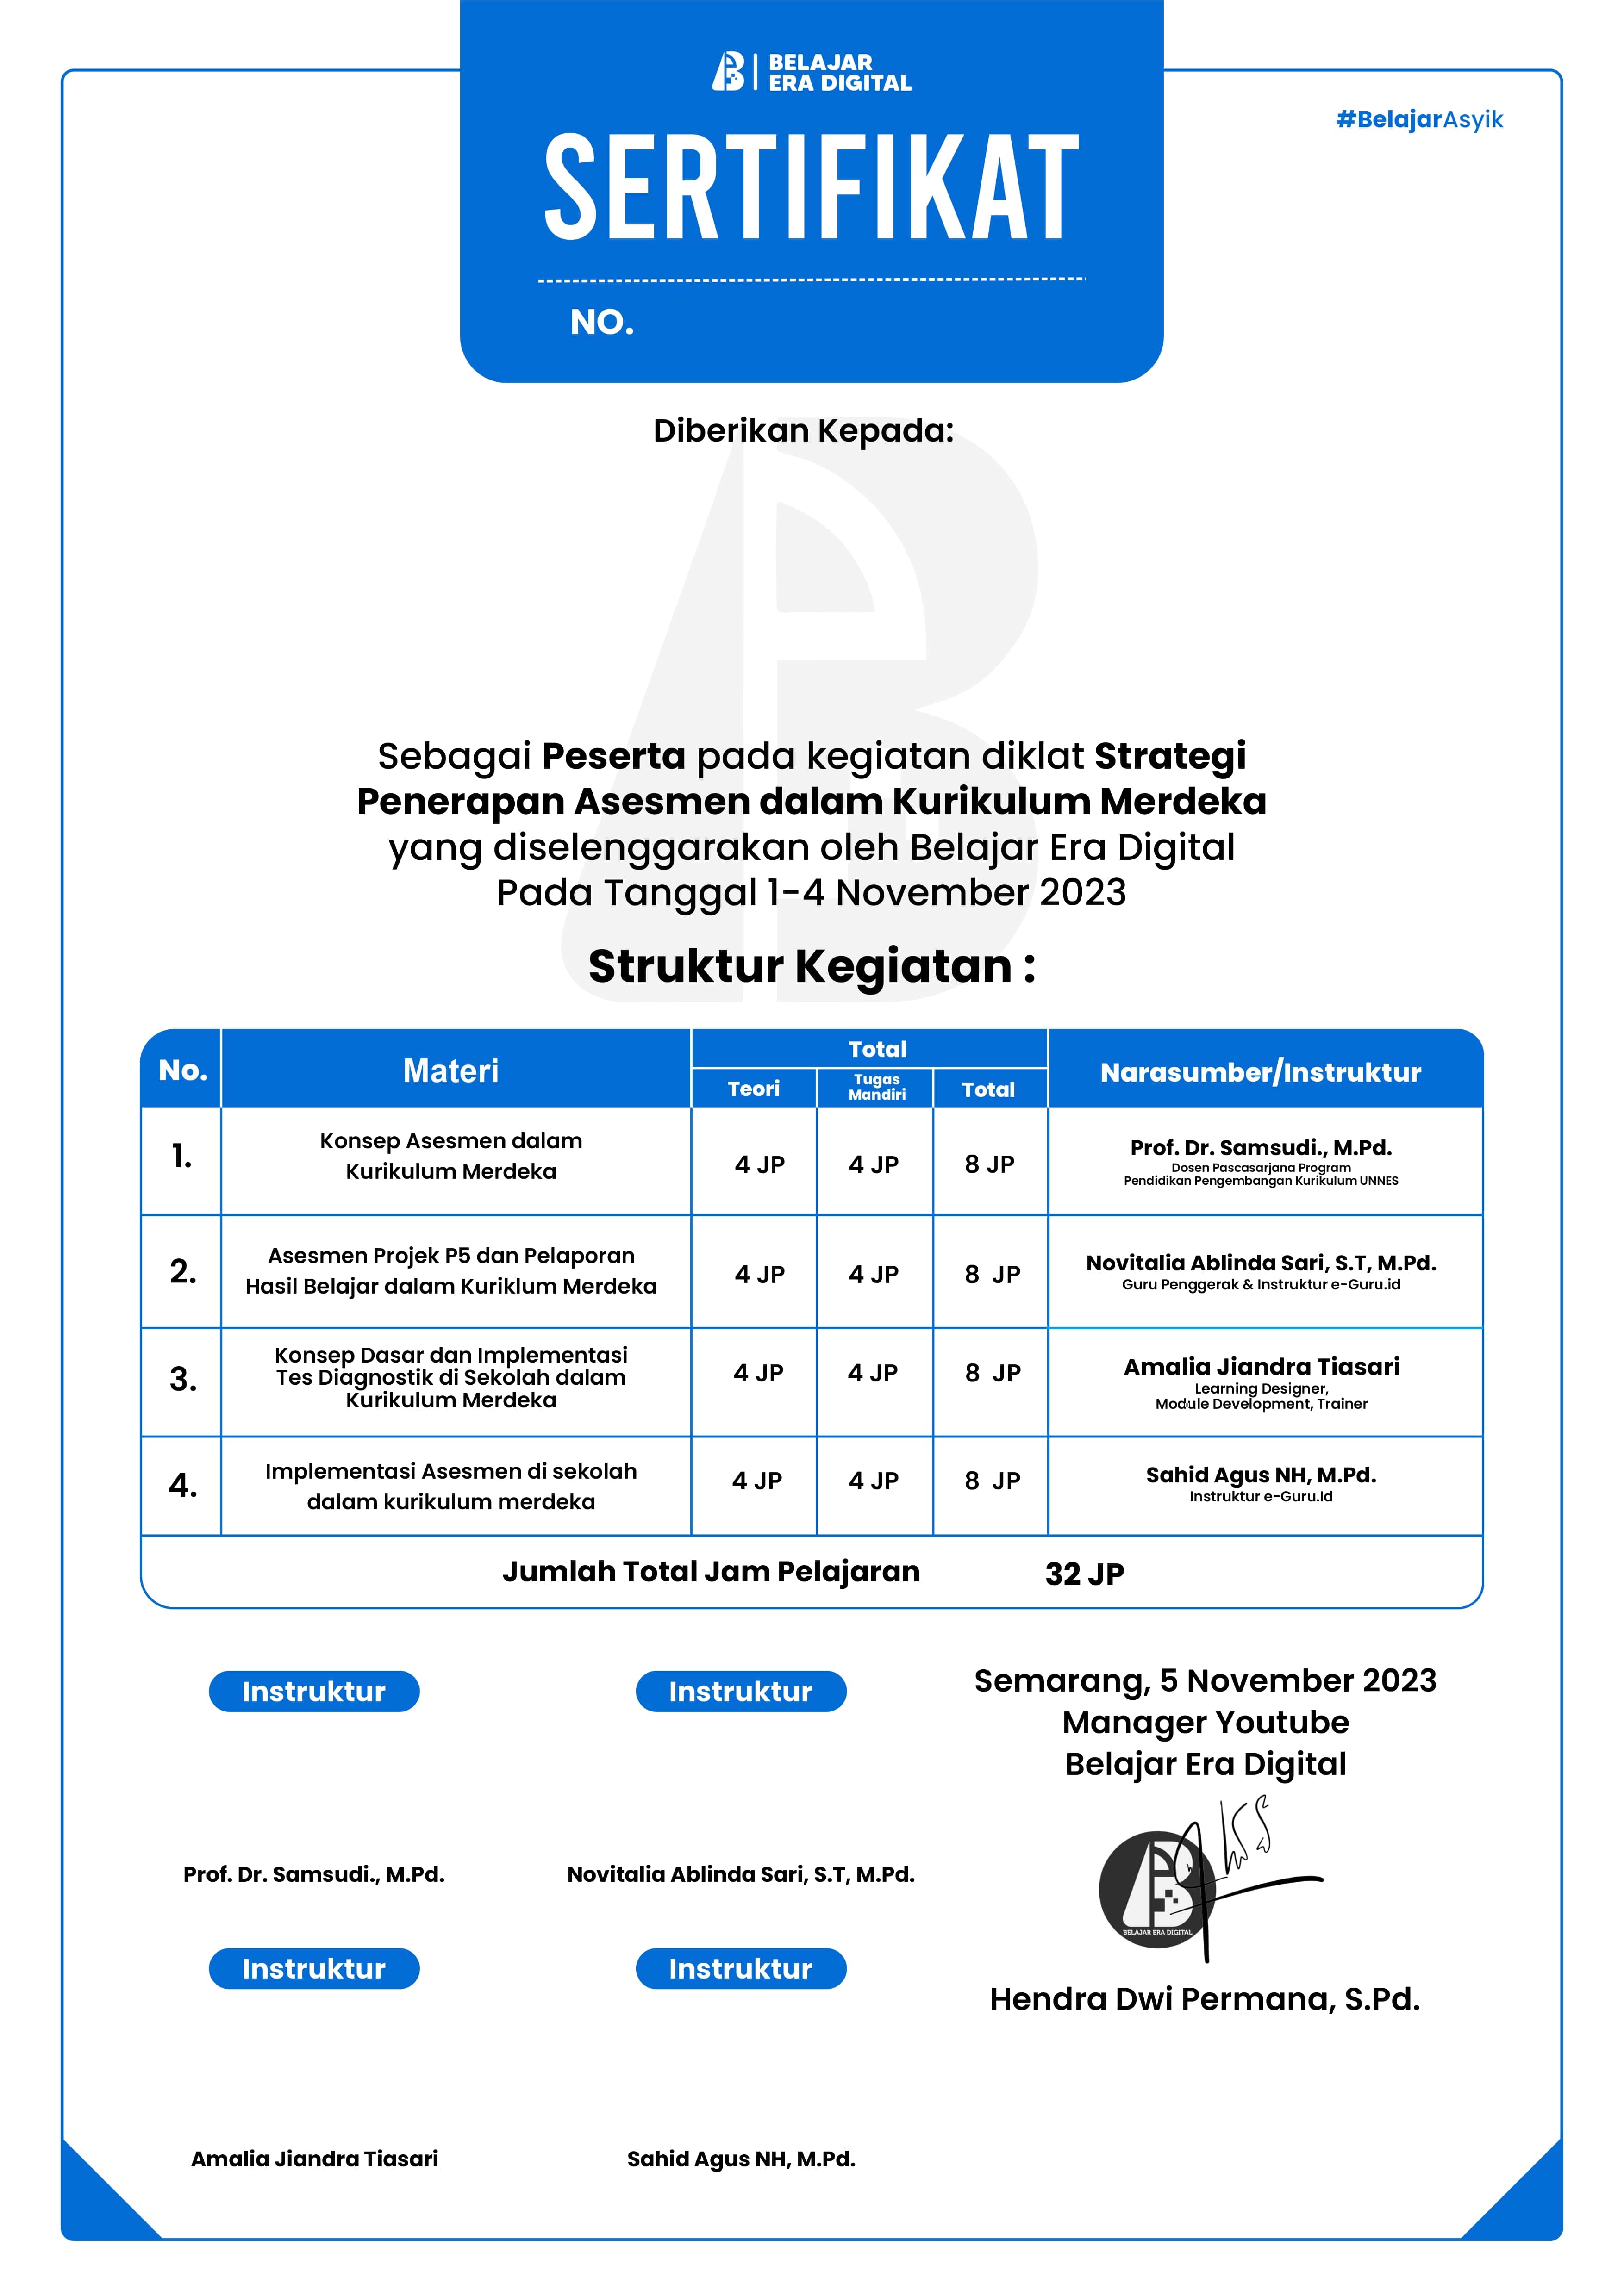 BELAJAR
ERA DIGITAL
#BelajarAsyik
SERTIFIKAT
NO.
Diberikan Kepada:
Sebagai Peserta pada kegiatan diklat Strategi
Penerapan Asesmen dalam Kurikulum Merdeka
yang diselenggarakan oleh Belajar Era Digital
Pada Tanggal 1-4 November 2023
Struktur Kegiatan :
No.
Materi
Total
Teori
Tugas
Mandiri
Total
Narasumber/Instruktur
1.
Konsep Asesmen dalam
Kurikulum Merdeka
4 JP
4 JP
8 JP
Prof. Dr. Samsudi., M.Pd.
Dosen Pascasarjana Program
Pendidikan Pengembangan Kurikulum UNNES
2.
Asesmen Projek P5 dan Pelaporan
Hasil Belajar dalam Kuriklum Merdeka
4 JP
4 JP
8 JP
Novitalia Ablinda Sari, S.T, M.Pd.
Guru Penggerak & Instruktur e-Guru.id
3.
Konsep Dasar dan Implementasi
Tes Diagnostik di Sekolah dalam
Kurikulum Merdeka
4 JP
4 JP
8 JP
Amalia Jiandra Tiasari
Learning Designer,
Module Development, Trainer
4.
Implementasi Asesmen di sekolah
dalam kurikulum merdeka
4 JP
4 JP
8 JP
Sahid Agus NH, M.Pd.
Instruktur e-Guru.Id
Jumlah Total Jam Pelajaran 32 JP
Instruktur
Prof. Dr. Samsudi., M.Pd.
Instruktur
Novitalia Ablinda Sari, S.T, M.Pd.
Semarang, 5 November 2023
Manager Youtube
Belajar Era Digital
BELAJAR ERA DIGITAL
Hendra Dwi Permana, S.Pd.
Instruktur
Amalia Jiandra Tiasari
Instruktur
Sahid Agus NH, M.Pd.